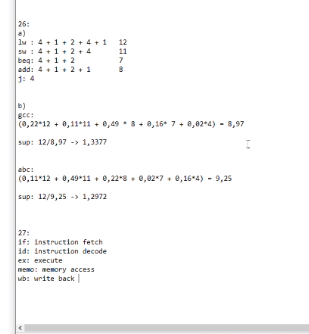 26:
a)
lw : 4 + 1 + 2 + 4 + 1 12
sw : 4 + 1 + 2 + 4 11
beq: 4 + 1 + 2 7
add: 4 + 1 + 2 + 1 8
j: 4
b)
gcc:
(0,22*12 + 0,11*11 + 0,49 * 8 + 0,16* 7 + 0,02*4) = 8,97
sup: 12/8,97 -> 1,3377
abc:
(0,11*12 + 0,49*11 + 0,22*8 + 0,02*7 + 0,16*4) = 9,25
sup: 12/9,25 -> 1,2972
27:
if: instruction fetch
id: instruction decode
ex: execute
memo: memory access
wb: write back